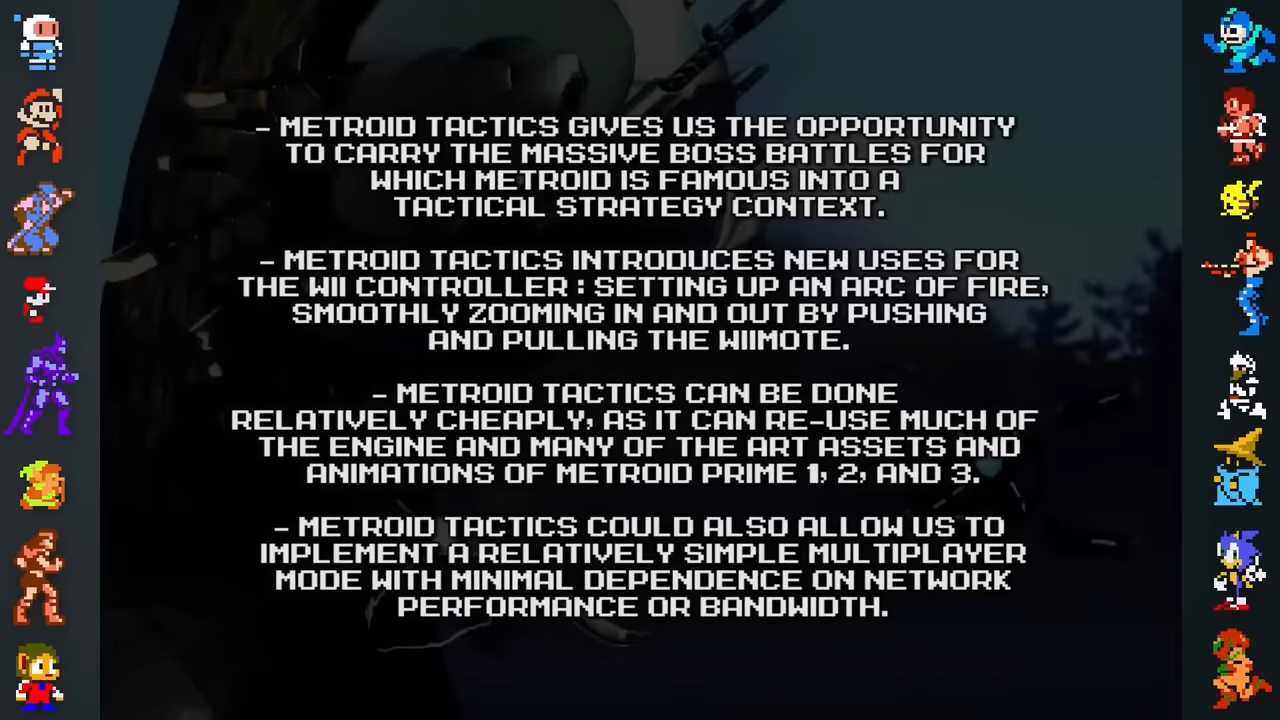 - METROID TACTICS GIVES US THE OPPORTUNITY
TO CARRY THE MASSIVE BOSS BATTLES FOR
WHICH METROID IS FAMOUS INTO A
TACTICAL STRATEGY CONTEXT.
- METROID TACTICS INTRODUCES NEW USES FOR
THE WII CONTROLLER : SETTING UP AN ARC OF FIRE,
SMOOTHLY ZOOMING IN AND OUT BY PUSHING
AND PULLING THE WIIMOTE.
- METROID TACTICS CAN BE DONE
RELATIVELY CHEAPLY, AS IT CAN RE-USE MUCH OF
THE ENGINE AND MANY OF THE ART ASSETS AND
ANIMATIONS OF METROID PRIME 1, 2, AND 3.
- METROID TACTICS COULD ALSO ALLOW US TO
IMPLEMENT A RELATIVELY SIMPLE MULTIPLAYER
MODE WITH MINIMAL DEPENDENCE ON NETWORK
PERFORMANCE OR BANDWIDTH.